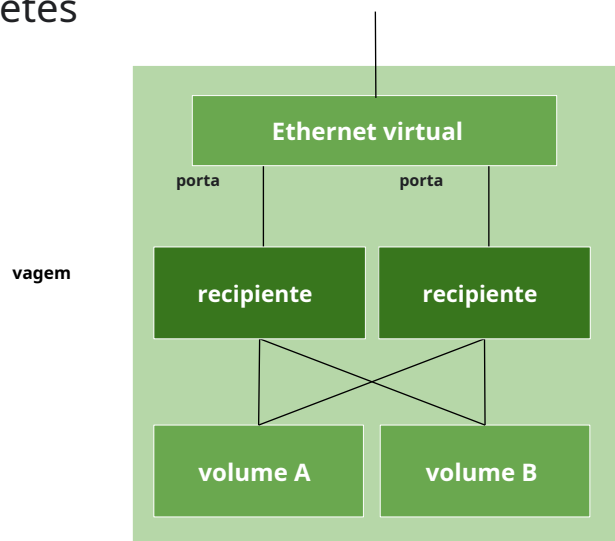 etes
Ethernet virtual
porta
porta
vagem
recipiente
recipiente
volume A
volume B